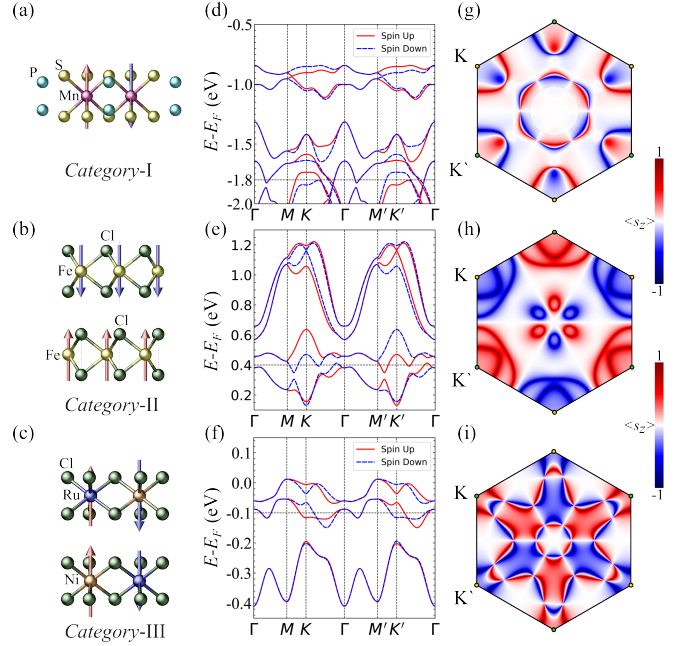 (a)
P
S
Mn
Category-I
(b)
Cl
Fe
Cl
Fe
Category-II
(c)
Cl
Ru
Ni
Category-III
(d)
-0.5
-1.0
-1.5
-1.8
-2.0
E-E_F (eV)
Spin Up
Spin Down
Γ M K Γ M′ K′ Γ
(e)
1.2
1.0
0.8
0.6
0.4
0.2
E-E_F (eV)
Γ M K Γ M′ K′ Γ
(f)
0.1
0.0
-0.1
-0.2
-0.3
-0.4
E-E_F (eV)
Spin Up
Spin Down
Γ M K Γ M′ K′ Γ
(g)
K
K`
(h)
K
K`
(i)
K
K`
1
<s_z>
-1
1
<s_z>
-1